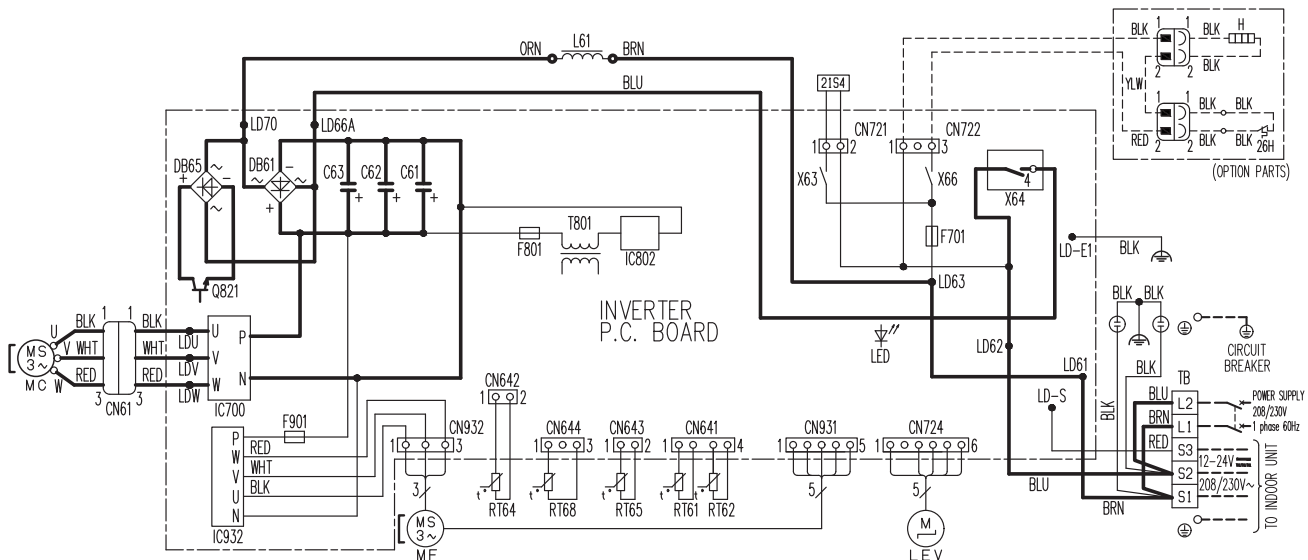 L61
ORN
BRN
BLU
21S4
1
1
BLK
BLK
H
BLK
2
2
YLW
1
1
BLK
BLK
BLK
BLK
RED
2
2
26H
(OPTION PARTS)
LD70
LD66A
CN721
CN722
1
2
1
3
DB65
DB61
C63
C62
C61
+
-
~
~
~
-
~
+
+
+
+
X63
X66
4
X64
T801
F801
IC802
F701
LD-E1
BLK
Q821
LD63
INVERTER
P.C. BOARD
BLK
BLK
LED
U
BLK
1
1
BLK
LDU
U
P
V
WHT
WHT
LDV
V
MS
3~
MC
W
RED
RED
LDW
W
N
3
3
CN61
IC700
LD62
LD61
BLK
BLK
CIRCUIT
BREAKER
TB
BLU
L2
POWER SUPPLY
208/230V
1 phase 60Hz
BRN
L1
RED
S3
12-24V
S2
208/230V~
S1
TO INDOOR UNIT
LD-S
CN642
1
2
F901
P
RED
W
WHT
V
BLK
U
N
IC932
CN932
1
3
CN644
1
3
CN643
1
2
CN641
1
4
CN931
1
5
CN724
1
6
3
t°
RT64
t°
RT68
t°
RT65
t°
RT61
t°
RT62
5
5
BLU
BRN
MS
3~
MF
M
LEV